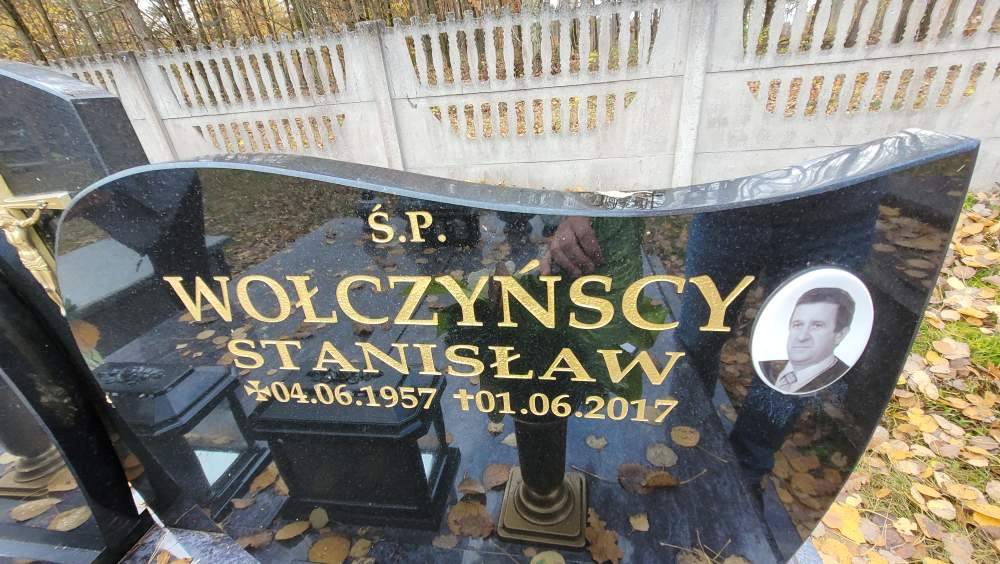 Ś.P.
WOŁCZYŃSCY
STANISŁAW
✢04.06.1957 †01.06.2017